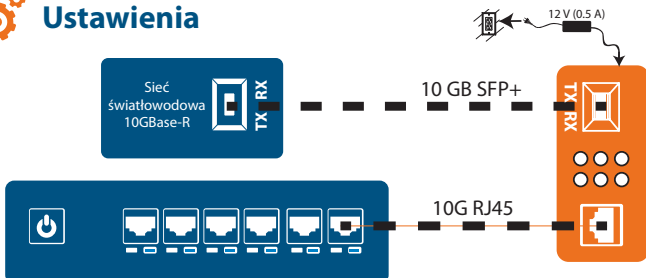 Ustawienia
12 V (0.5 A)
Sieć
światłowodowa
10GBase-R
TX RX
10 GB SFP+
TX RX
10G RJ45